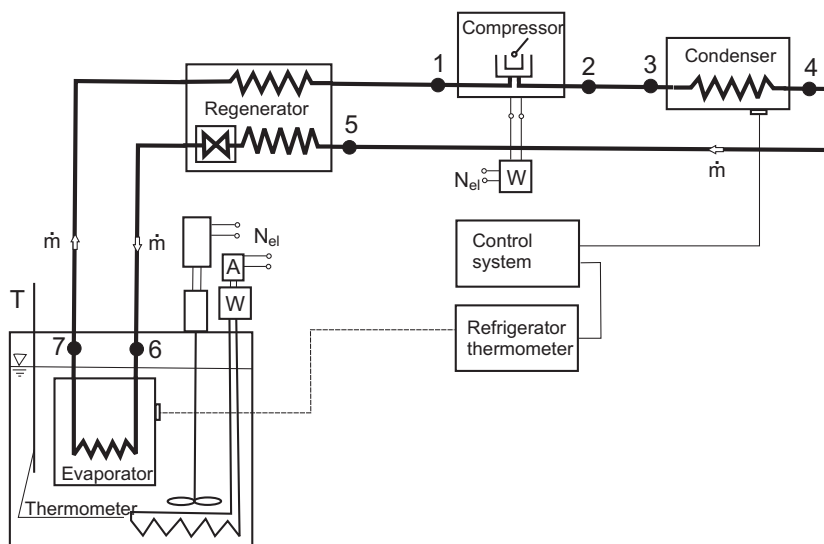 Compressor
1
2
3
Condenser
4
Regenerator
5
ṁ
N_el
W
ṁ
ṁ
N_el
A
W
Control
system
T
Refrigerator
thermometer
7
6
Evaporator
Thermometer